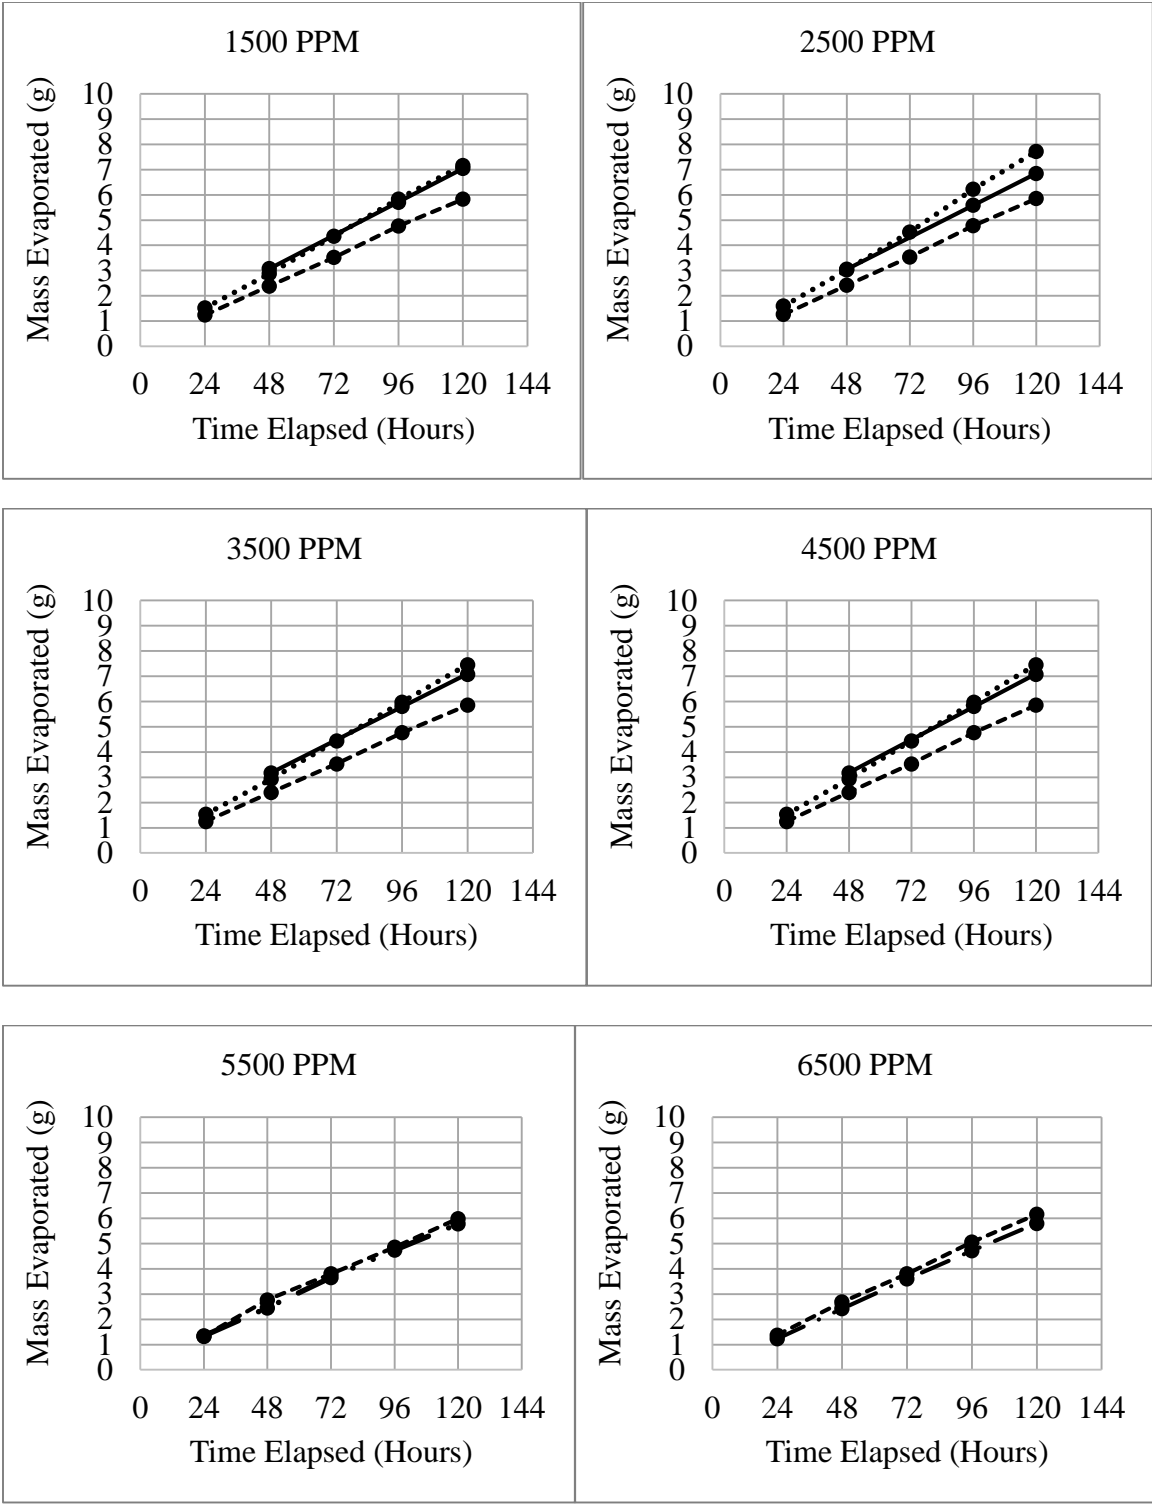 1500 PPM
Mass Evaporated (g)
10
9
8
7
6
5
4
3
2
1
0
0 24 48 72 96 120 144
Time Elapsed (Hours)
2500 PPM
Mass Evaporated (g)
10
9
8
7
6
5
4
3
2
1
0
0 24 48 72 96 120 144
Time Elapsed (Hours)
3500 PPM
Mass Evaporated (g)
10
9
8
7
6
5
4
3
2
1
0
0 24 48 72 96 120 144
Time Elapsed (Hours)
4500 PPM
Mass Evaporated (g)
10
9
8
7
6
5
4
3
2
1
0
0 24 48 72 96 120 144
Time Elapsed (Hours)
5500 PPM
Mass Evaporated (g)
10
9
8
7
6
5
4
3
2
1
0
0 24 48 72 96 120 144
Time Elapsed (Hours)
6500 PPM
Mass Evaporated (g)
10
9
8
7
6
5
4
3
2
1
0
0 24 48 72 96 120 144
Time Elapsed (Hours)